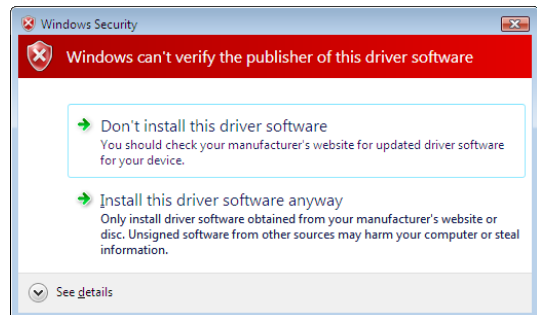 Windows Security
Windows can't verify the publisher of this driver software
Don't install this driver software
You should check your manufacturer's website for updated driver software
for your device.
Install this driver software anyway
Only install driver software obtained from your manufacturer's website or
disc. Unsigned software from other sources may harm your computer or steal
information.
See details